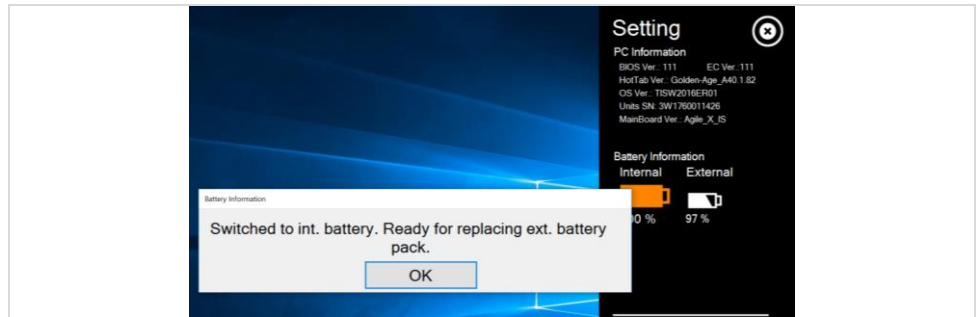 Setting
PC Information
BIOS Ver.: 111 EC Ver.:111
HotTab Ver.: Golden-Age_A40.1.82
OS Ver.: TISW2016ER01
Units SN: 3W1760011426
MainBoard Ver.: Agile_X_IS
Battery Information
Internal External
97 %
Battery Information
Switched to int. battery. Ready for replacing ext. battery
pack.
OK